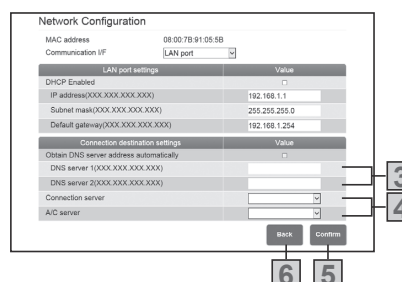 Network Configuration
MAC address 08:00:7B:91:05:5B
Communication I/F LAN port
LAN port settings Value
DHCP Enabled
IP address(XXX.XXX.XXX.XXX) 192.168.1.1
Subnet mask(XXX.XXX.XXX.XXX) 255.255.255.0
Default gateway(XXX.XXX.XXX.XXX) 192.168.1.254
Connection destination settings Value
Obtain DNS server address automatically
DNS server 1(XXX.XXX.XXX.XXX)
DNS server 2(XXX.XXX.XXX.XXX)
3
Connection server
4
A/C server
Back Confirm
6 5